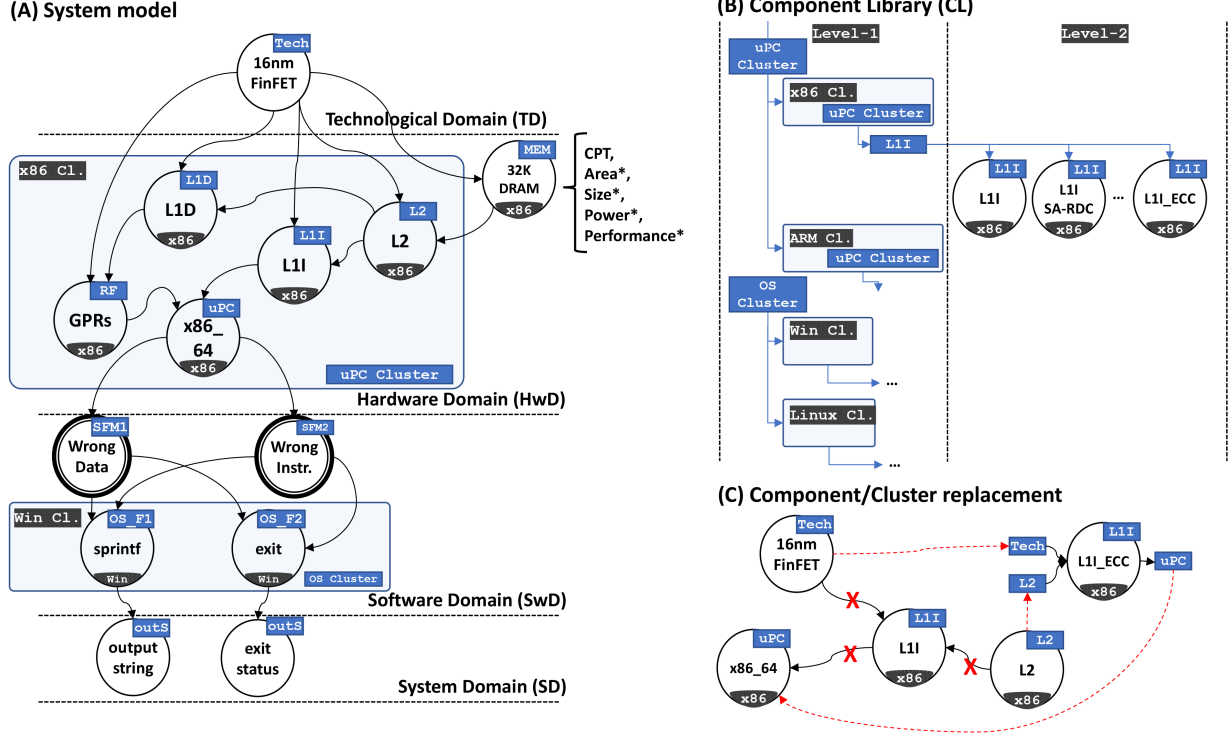 (A) System model
Tech
16nm
FinFET
Technological Domain (TD)
x86 Cl.
L1D
L1D
x86
L1I
L1I
x86
L2
L2
x86
MEM
32K
DRAM
x86
CPT,
Area*,
Size*,
Power*,
Performance*
RF
GPRs
x86
uPC
x86_
64
x86
uPC Cluster
Hardware Domain (HwD)
SFM1
Wrong
Data
SFM2
Wrong
Instr.
Win Cl.
OS_F1
sprintf
Win
OS_F2
exit
Win
OS Cluster
Software Domain (SwD)
outS
output
string
outS
exit
status
System Domain (SD)
(B) Component Library (CL)
Level-1
Level-2
uPC
Cluster
x86 Cl.
uPC Cluster
L1I
L1I
L1I
x86
L1I
L1I
SA-RDC
x86
...
L1I
L1I_ECC
x86
ARM Cl.
uPC Cluster
OS
Cluster
Win Cl.
...
Linux Cl.
...
(C) Component/Cluster replacement
Tech
16nm
FinFET
Tech
L2
L1I
L1I_ECC
x86
uPC
X
L1I
L1I
x86
X
X
uPC
x86_64
x86
L2
L2
x86